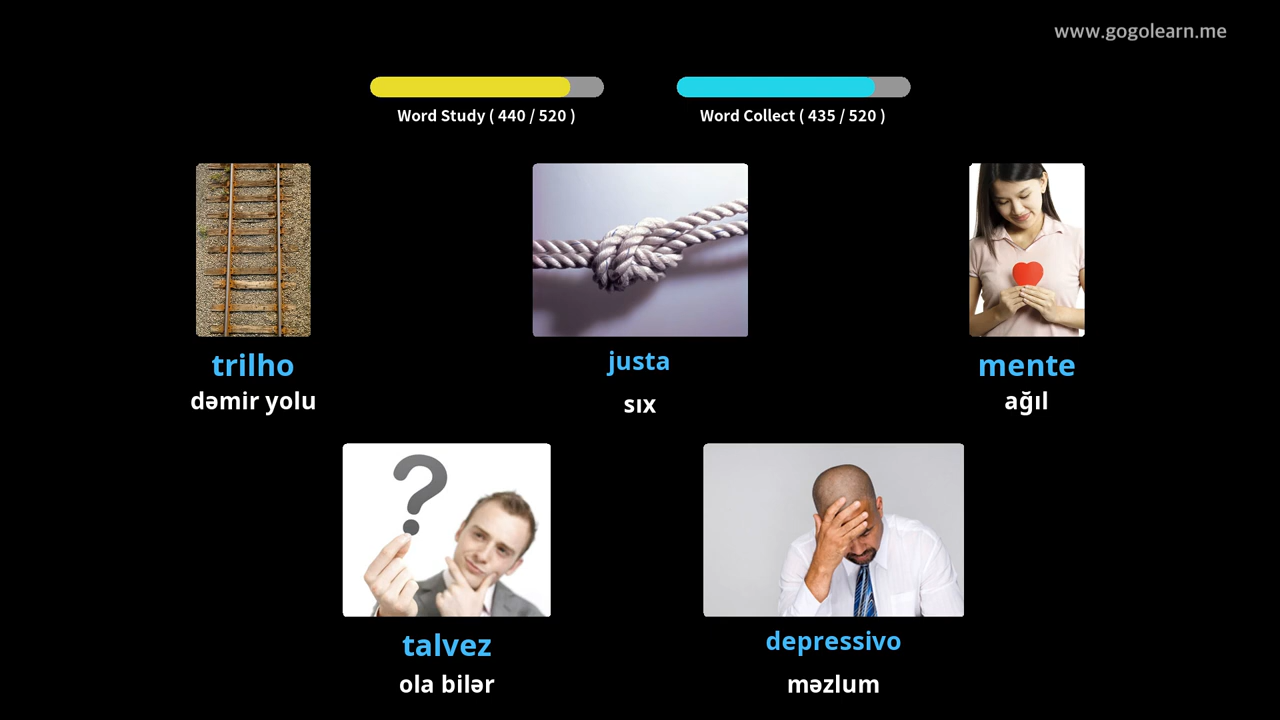 www.gogolearn.me
Word Study ( 440 / 520 )
Word Collect ( 435 / 520 )
trilho
dəmir yolu
justa
sıx
mente
ağıl
talvez
ola bilər
depressivo
məzlum